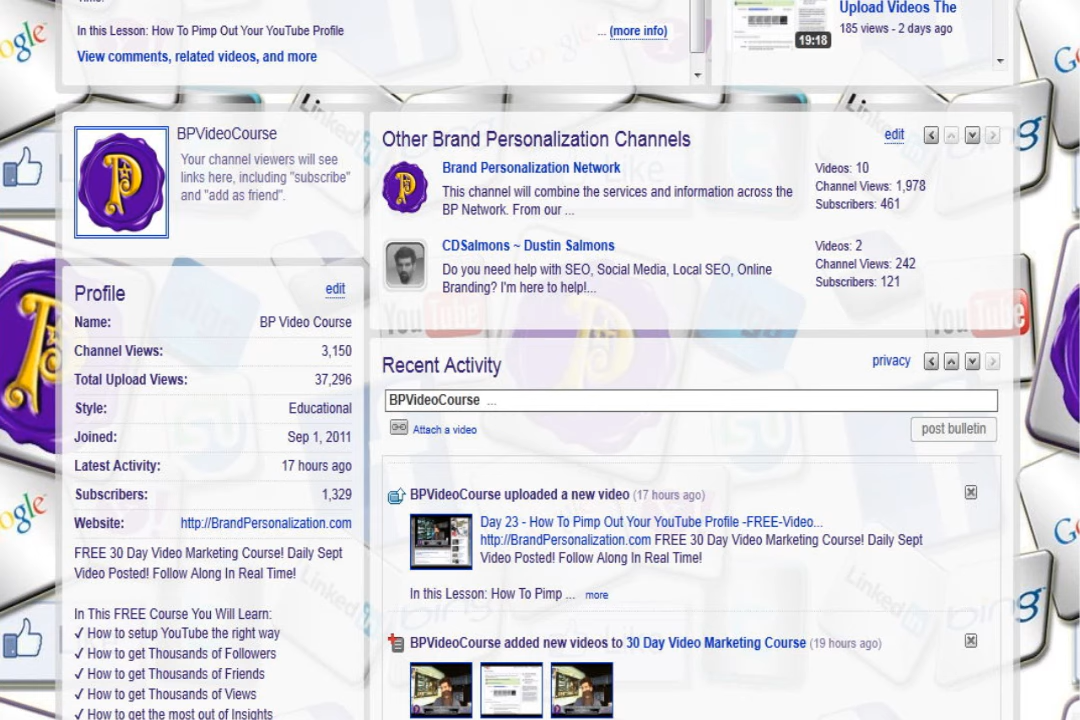 In this Lesson: How To Pimp Out Your YouTube Profile
... (more info)
View comments, related videos, and more
Upload Videos The
185 views - 2 days ago
19:18
BPVideoCourse
Your channel viewers will see
links here, including "subscribe"
and "add as friend".
Profile
edit
Name: BP Video Course
Channel Views: 3,150
Total Upload Views: 37,296
Style: Educational
Joined: Sep 1, 2011
Latest Activity: 17 hours ago
Subscribers: 1,329
Website: http://BrandPersonalization.com
FREE 30 Day Video Marketing Course! Daily Sept
Video Posted! Follow Along In Real Time!
In This FREE Course You Will Learn:
✓ How to setup YouTube the right way
✓ How to get Thousands of Followers
✓ How to get Thousands of Friends
✓ How to get Thousands of Views
✓ How to get the most out of Insights
Other Brand Personalization Channels
edit
Brand Personalization Network
This channel will combine the services and information across the
BP Network. From our ...
Videos: 10
Channel Views: 1,978
Subscribers: 461
CDSalmons ~ Dustin Salmons
Do you need help with SEO, Social Media, Local SEO, Online
Branding? I'm here to help!...
Videos: 2
Channel Views: 242
Subscribers: 121
Recent Activity
privacy
BPVideoCourse ...
Attach a video
post bulletin
BPVideoCourse uploaded a new video (17 hours ago)
Day 23 - How To Pimp Out Your YouTube Profile -FREE-Video...
http://BrandPersonalization.com FREE 30 Day Video Marketing Course! Daily Sept
Video Posted! Follow Along In Real Time!
In this Lesson: How To Pimp ... more
BPVideoCourse added new videos to 30 Day Video Marketing Course (19 hours ago)
LinkedIn
YouTube
YouTube
LinkedIn
LinkedIn
bing